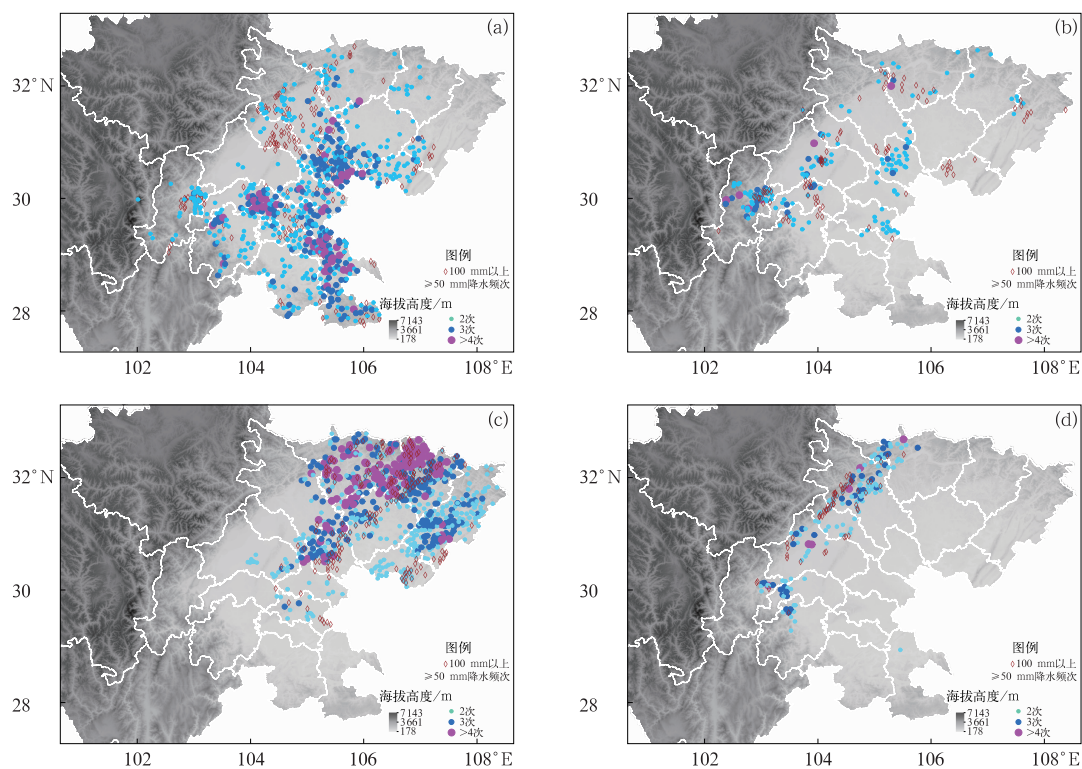 (a)
32°N
30
28
102
104
106
108°E
图例
◊100 mm以上
≥50 mm降水频次
海拔高度/m
7143
3661
178
2次
3次
>4次
(b)
32°N
30
28
102
104
106
108°E
图例
◊100 mm以上
≥50 mm降水频次
海拔高度/m
7143
3661
178
2次
3次
>4次
(c)
32°N
30
28
102
104
106
108°E
图例
◊100 mm以上
≥50 mm降水频次
海拔高度/m
7143
3661
178
2次
3次
>4次
(d)
32°N
30
28
102
104
106
108°E
图例
◊100 mm以上
≥50 mm降水频次
海拔高度/m
7143
3661
178
2次
3次
>4次